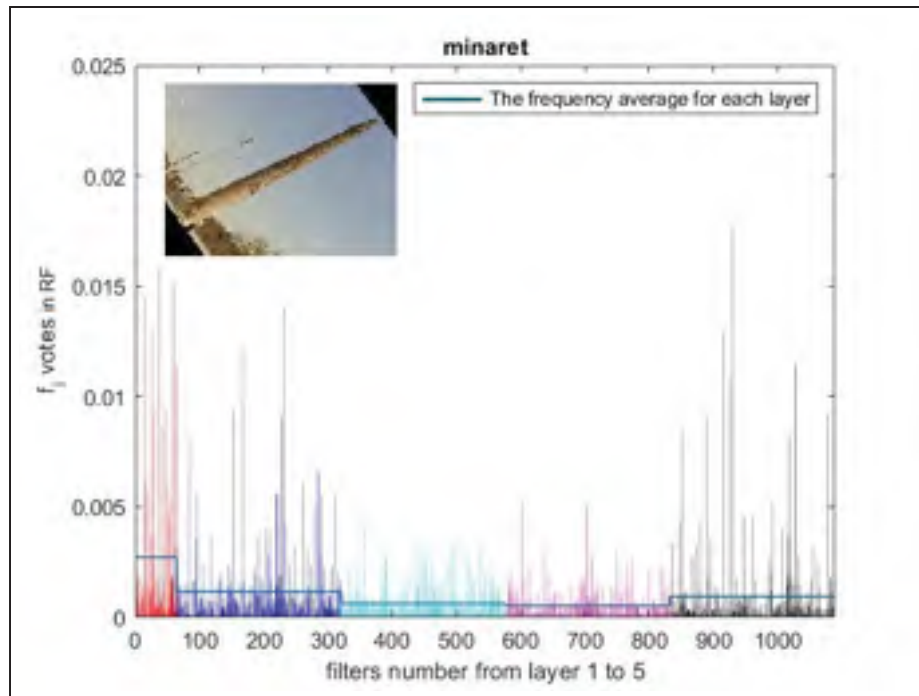 minaret
0.025
0.02
0.015
0.01
0.005
0
f_j votes in RF
The frequency average for each layer
0 100 200 300 400 500 600 700 800 900 1000
filters number from layer 1 to 5